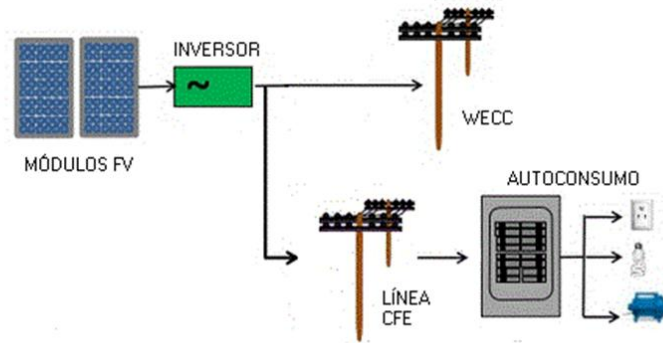 INVERSOR
MÓDULOS FV
WECC
AUTOCONSUMO
LÍNEA
CFE